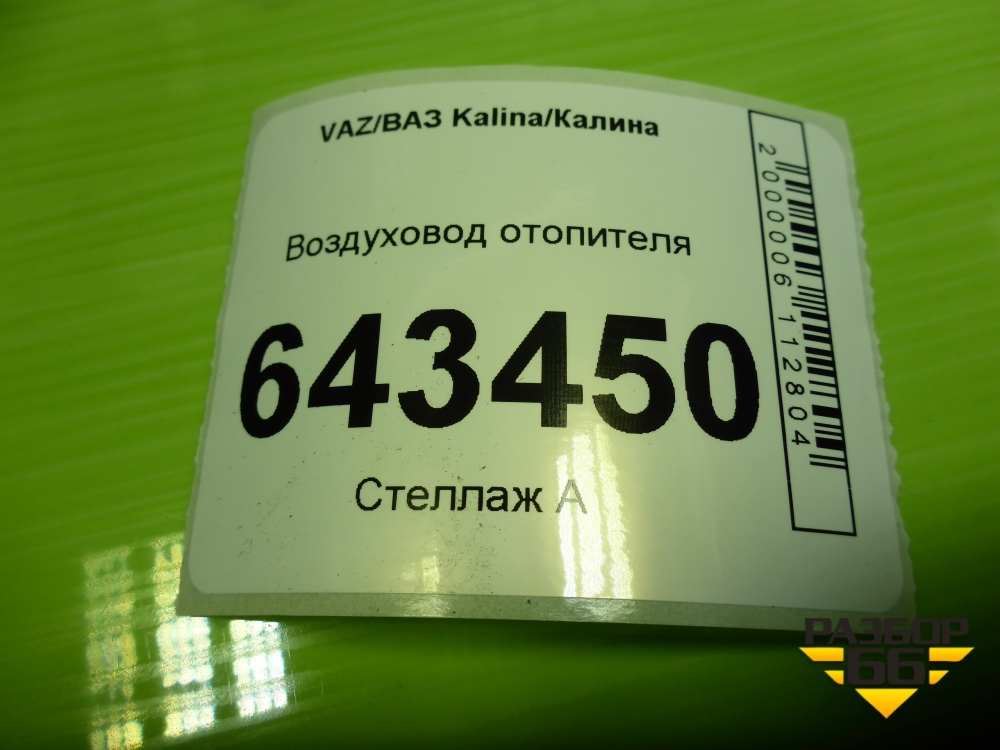 VAZ/ВАЗ Kalina/Калина
Воздуховод отопителя
643450
Стеллаж А
2000006112804
РАЗБОР
66